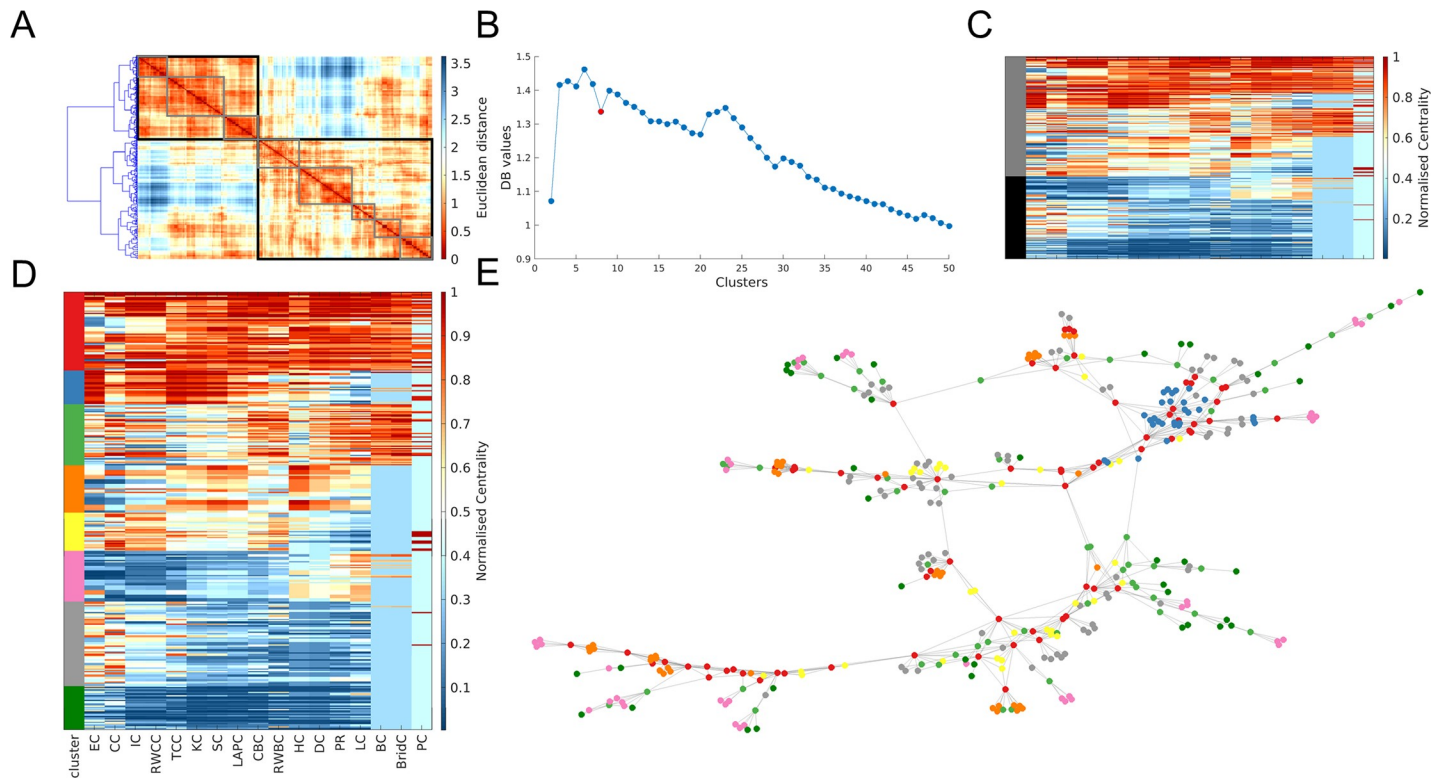 A
B
C
3.5
3
2.5
2
1.5
1
0.5
0
Euclidean distance
1.5
1.4
1.3
1.2
1.1
1
0.9
DB values
0 5 10 15 20 25 30 35 40 45 50
Clusters
1
0.8
0.6
0.4
0.2
Normalised Centrality
D
E
1
0.9
0.8
0.7
0.6
0.5
0.4
0.3
0.2
0.1
Normalised Centrality
cluster EC CC IC RWCC TCC KC SC LAPC CBC RWBC HC DC PR LC BC BridC PC